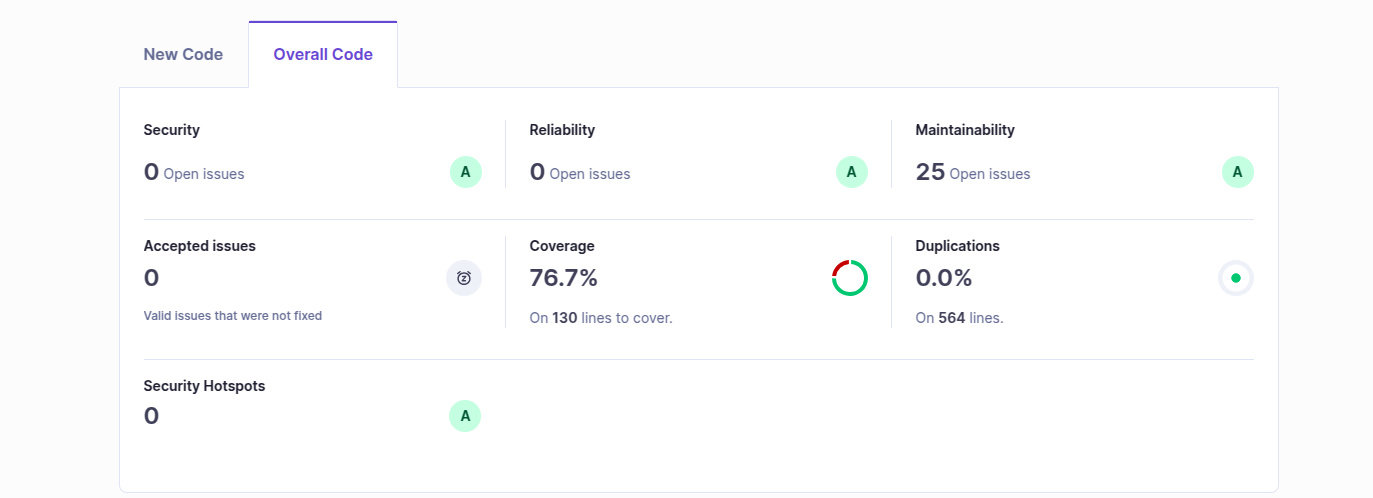 New Code
Overall Code
Security
Reliability
Maintainability
0 Open issues
A
0 Open issues
A
25 Open issues
A
Accepted issues
Coverage
Duplications
0
z
76.7%
0.0%
Valid issues that were not fixed
On 130 lines to cover.
On 564 lines.
Security Hotspots
0
A